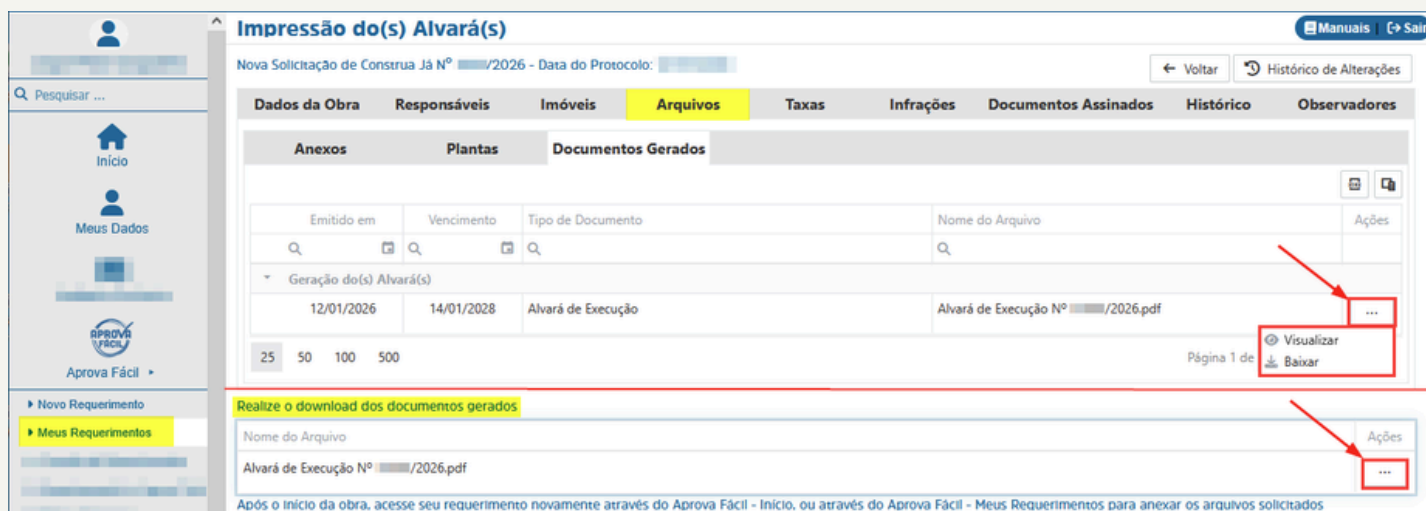 Impressão do(s) Alvará(s)
Manuais
Sair
Nova Solicitação de Construa Já Nº /2026 - Data do Protocolo:
Voltar
Histórico de Alterações
Pesquisar ...
Dados da Obra Responsáveis Imóveis Arquivos Taxas Infrações Documentos Assinados Histórico Observadores
Início
Anexos Plantas Documentos Gerados
Meus Dados
Emitido em Vencimento Tipo de Documento Nome do Arquivo Ações
Geração do(s) Alvará(s)
12/01/2026 14/01/2028 Alvará de Execução Alvará de Execução Nº /2026.pdf ...
Visualizar
Baixar
25 50 100 500 Página 1 de
APROVA FÁCIL
Aprova Fácil
Novo Requerimento
Meus Requerimentos
Realize o download dos documentos gerados
Nome do Arquivo Ações
Alvará de Execução Nº /2026.pdf ...
Após o início da obra, acesse seu requerimento novamente através do Aprova Fácil - Início, ou através do Aprova Fácil - Meus Requerimentos para anexar os arquivos solicitados